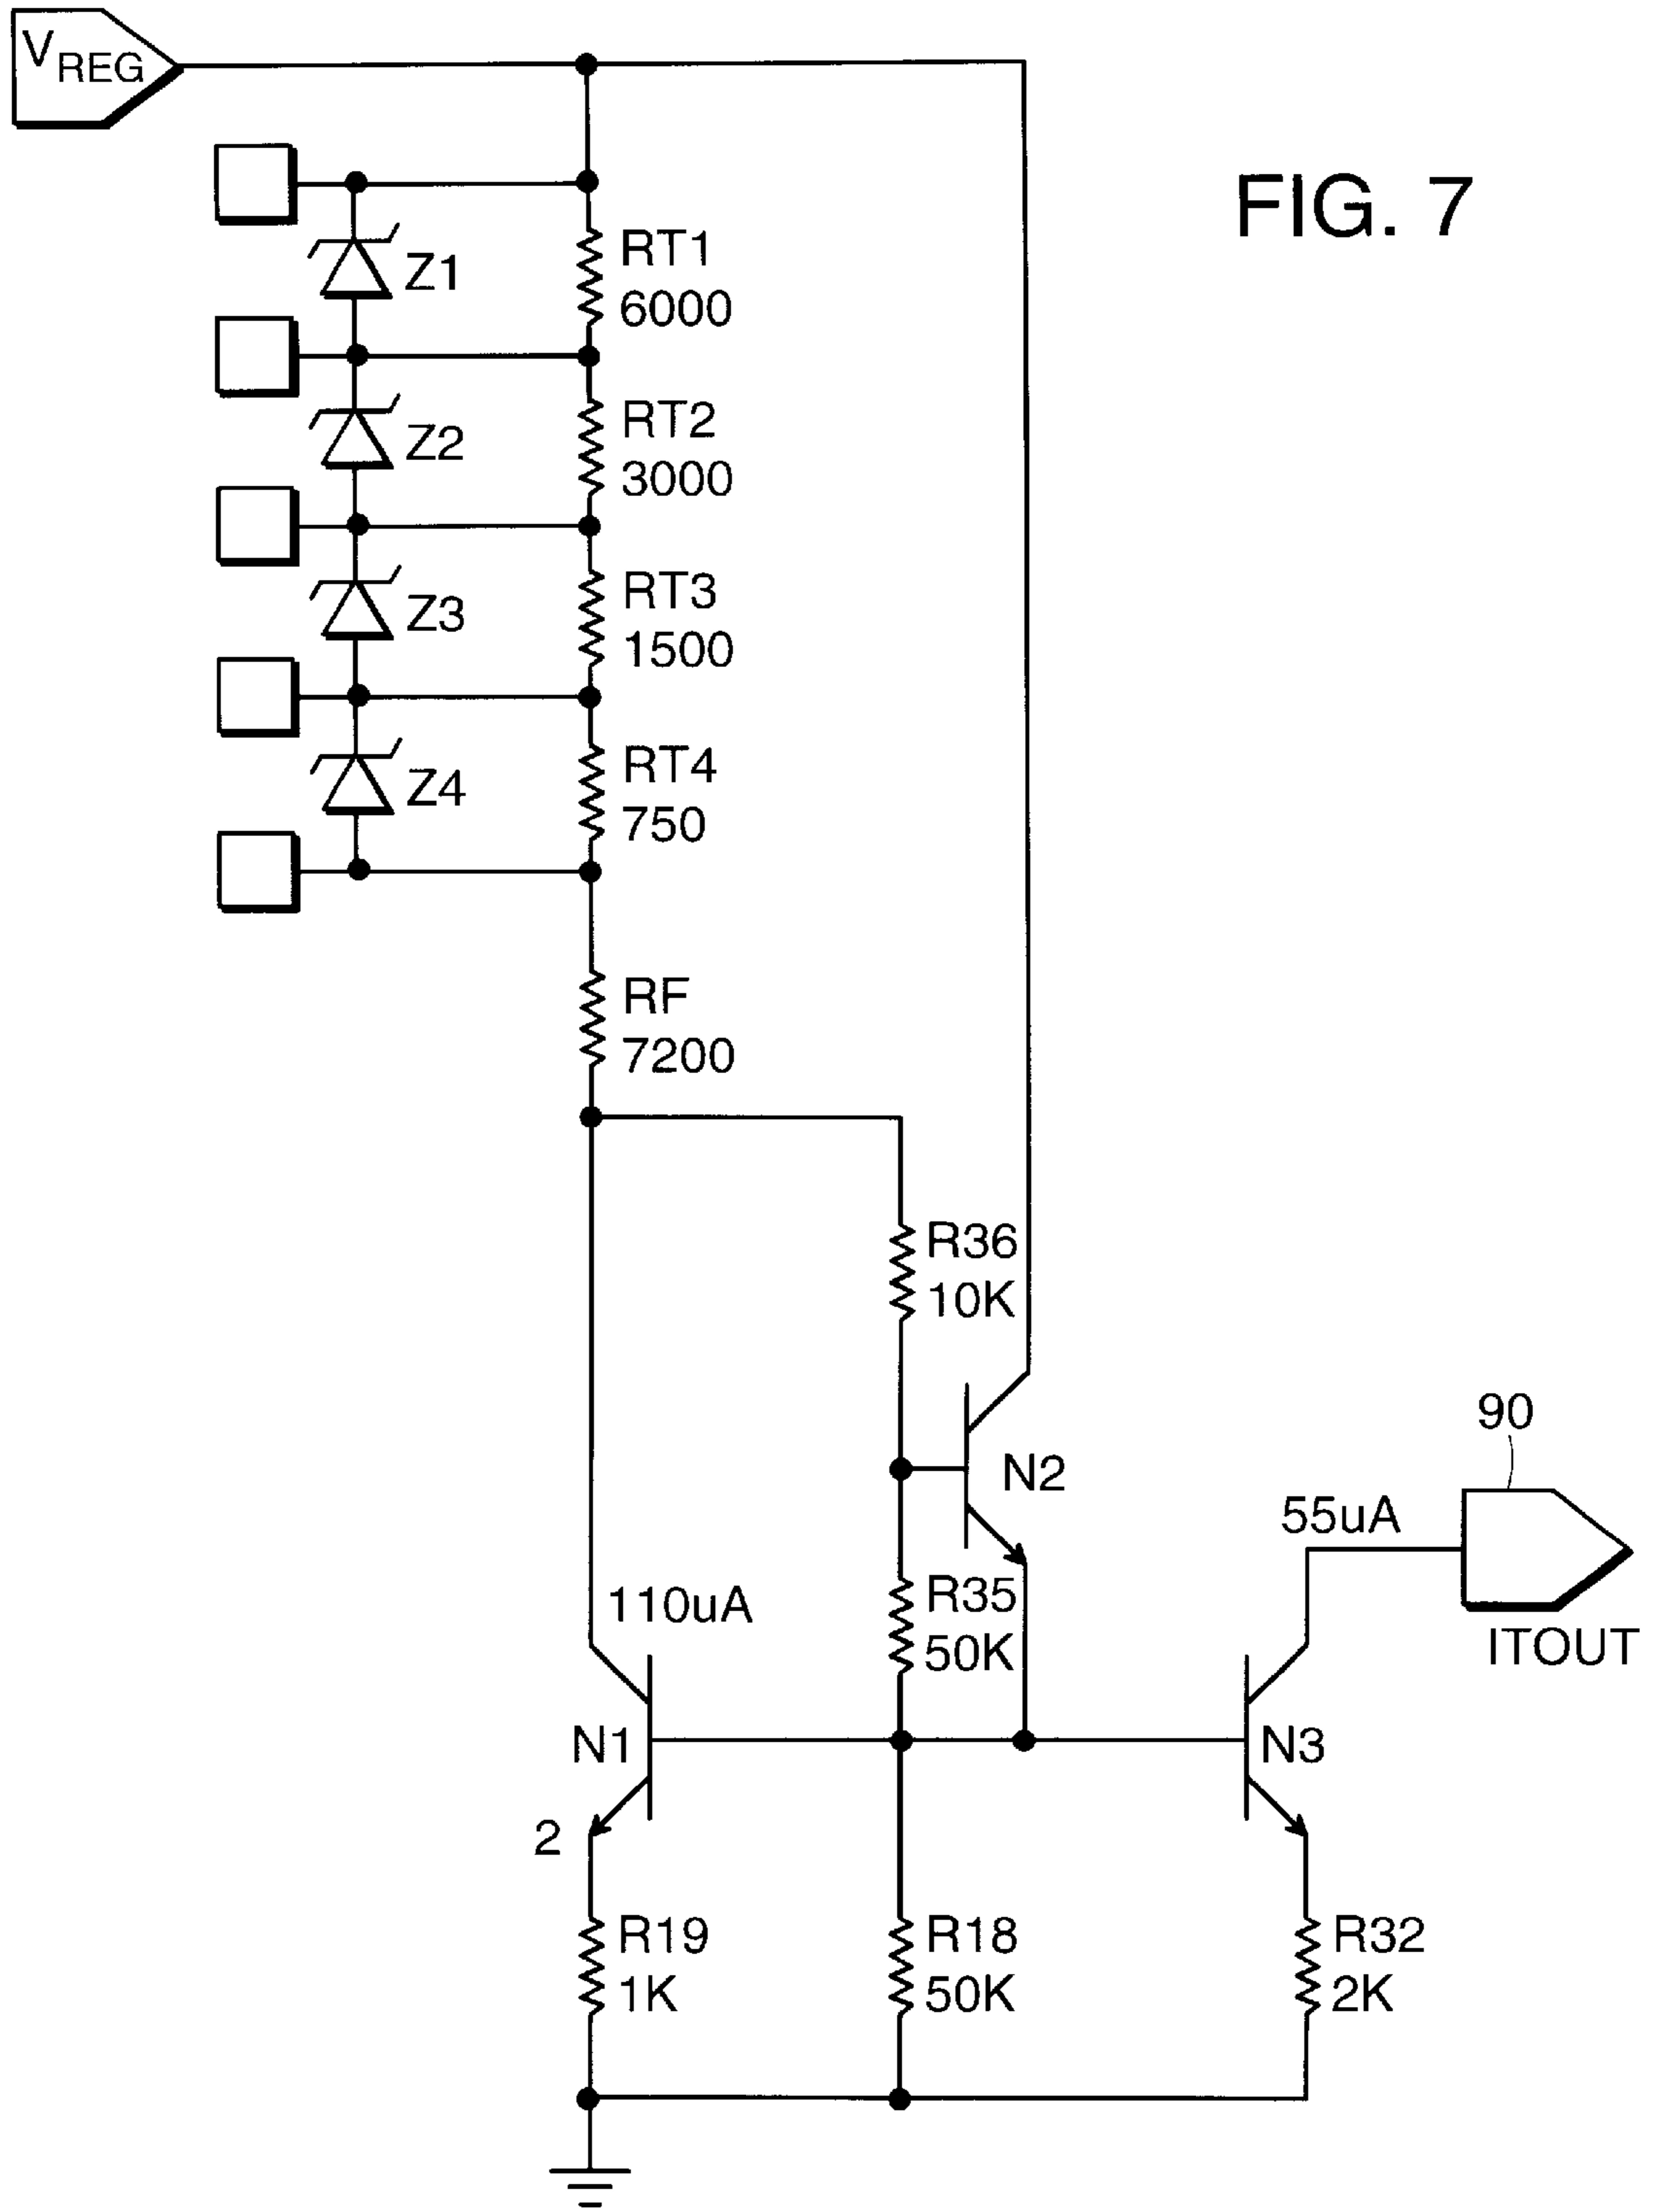 VREG
FIG. 7
Z1
RT1
6000
Z2
RT2
3000
Z3
RT3
1500
Z4
RT4
750
RF
7200
R36
10K
N2
90
55uA
ITOUT
110uA
R35
50K
N1
N3
2
R19
1K
R18
50K
R32
2K